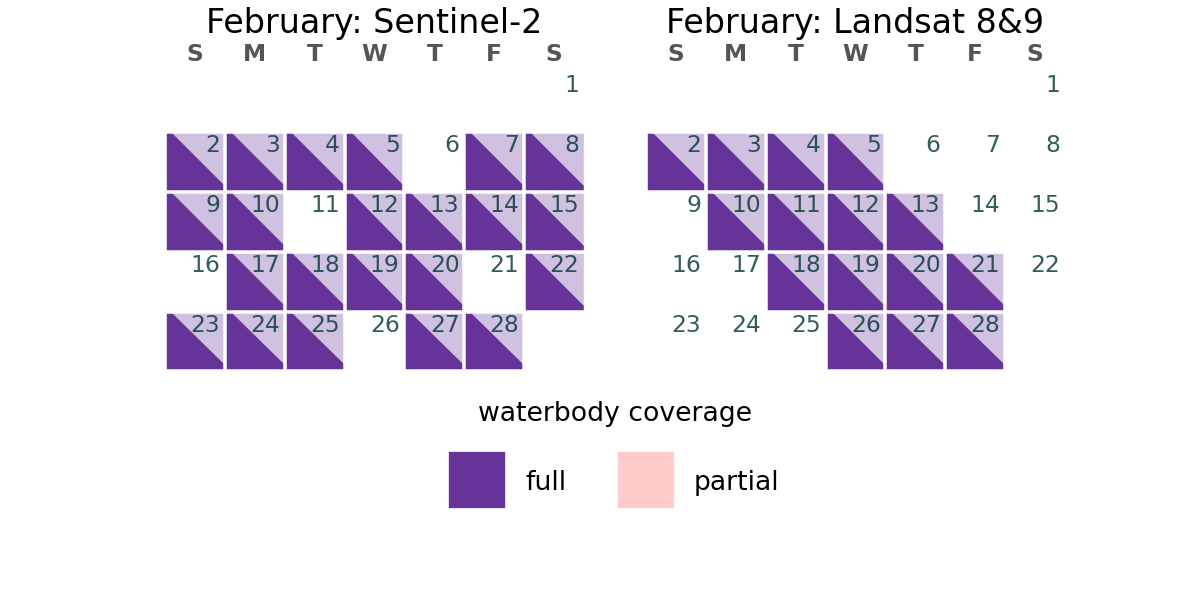 February: Sentinel-2
S M T W T F S
1
2 3 4 5 6 7 8
9 10 11 12 13 14 15
16 17 18 19 20 21 22
23 24 25 26 27 28
February: Landsat 8&9
S M T W T F S
1
2 3 4 5 6 7 8
9 10 11 12 13 14 15
16 17 18 19 20 21 22
23 24 25 26 27 28
waterbody coverage
full partial